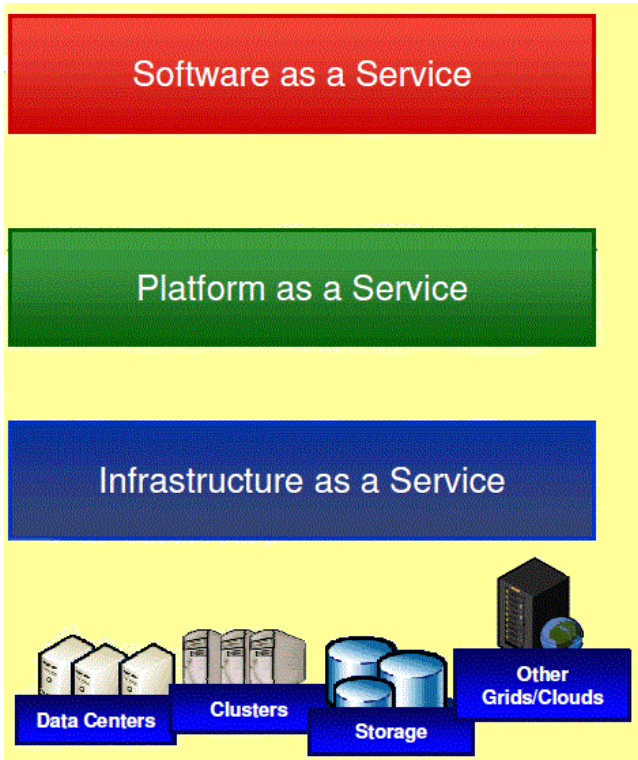 Software as a Service
Platform as a Service
Infrastructure as a Service
Data Centers
Clusters
Storage
Other
Grids/Clouds